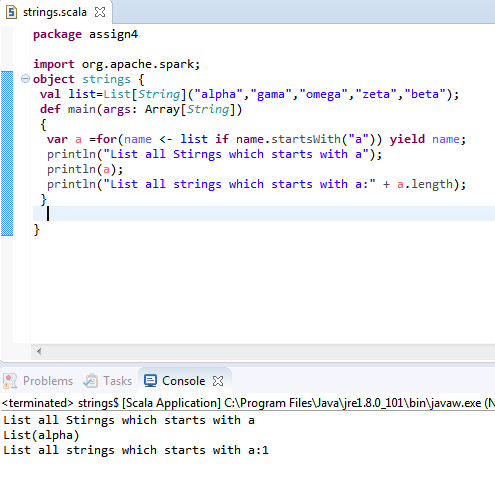 strings.scala
package assign4
import org.apache.spark;
object strings {
val list=List[String]("alpha","gama","omega","zeta","beta");
def main(args: Array[String])
{
var a =for(name <- list if name.startsWith("a")) yield name;
println("List all Stirngs which starts with a");
println(a);
println("List all strings which starts with a:" + a.length);
}
}
Problems Tasks Console
<terminated> strings$ [Scala Application] C:\Program Files\Java\jre1.8.0_101\bin\javaw.exe (N
List all Stirngs which starts with a
List(alpha)
List all strings which starts with a:1